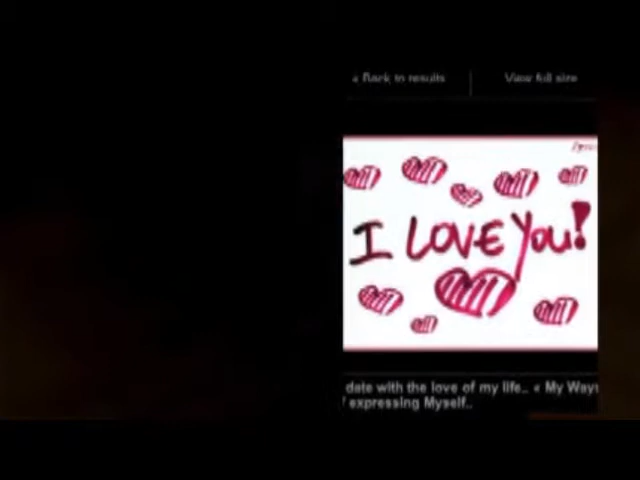 « Back to results
View full size
I LOVE You!
date with the love of my life.. « My Ways
expressing Myself..